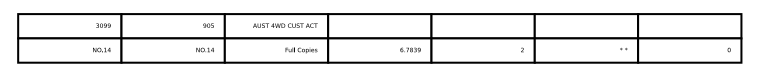 3099 905 AUST 4WD CUST ACT
NO,14 NO.14 Full Copies 6.7839 2 * * 0